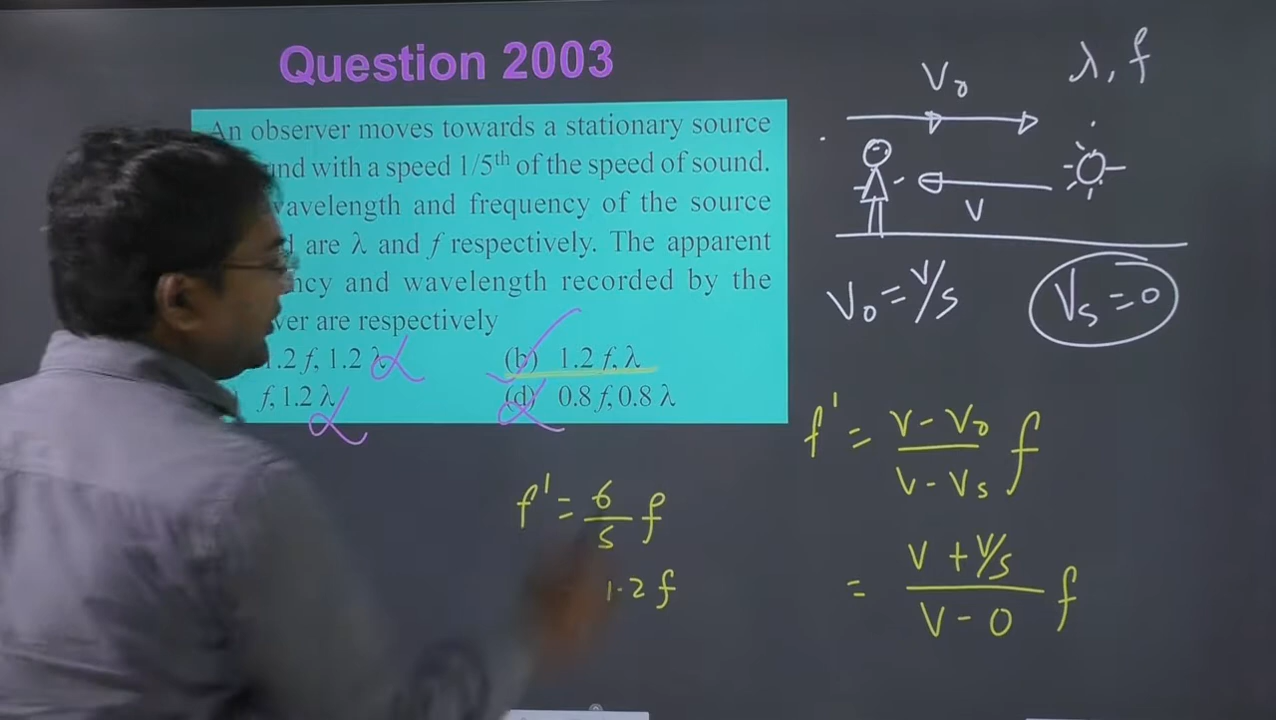 Question 2003
An observer moves towards a stationary source
with a speed 1/5th of the speed of sound.
wavelength and frequency of the source
are λ and f respectively. The apparent
and wavelength recorded by the
are respectively
1.2 f, 1.2 λ
(b) 1.2 f, λ
f, 1.2 λ
(d) 0.8 f, 0.8 λ
f' = 6/5 f
1.2 f
V₀
λ, f
V
V₀ = V/5
Vs = 0
f' = V - V₀ / V - Vs f
= V + V/5 / V - 0 f